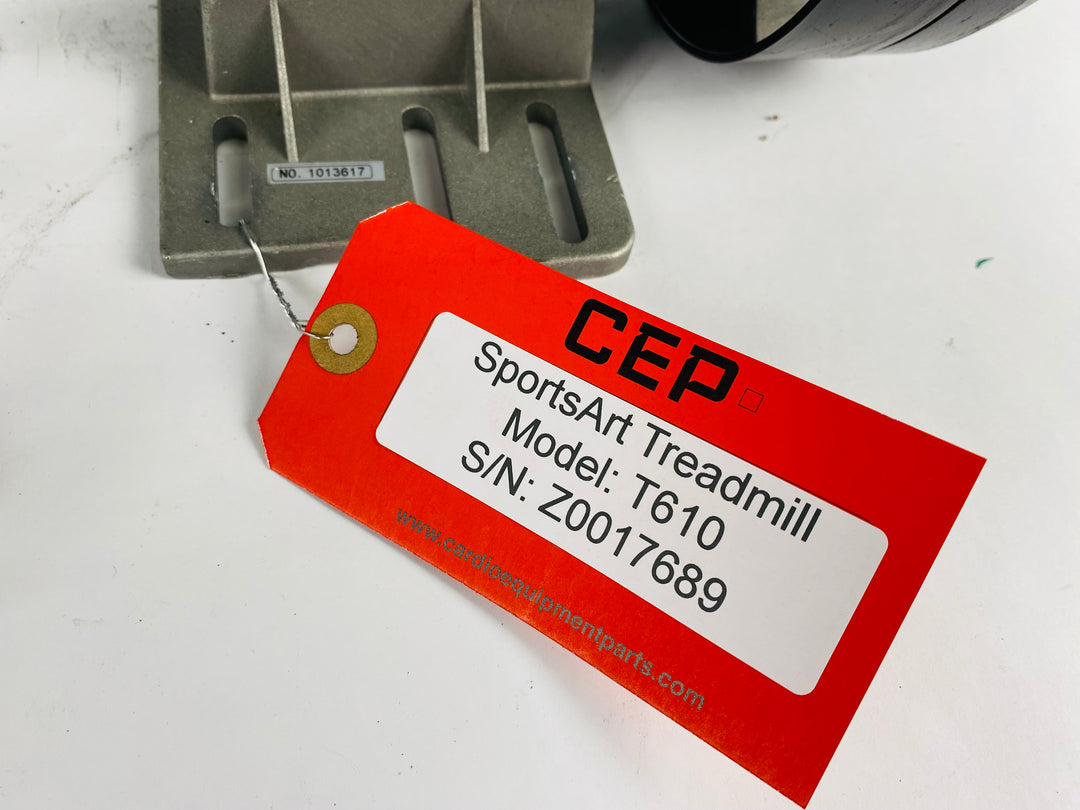 NO. 1013617
CEP
SportsArt Treadmill
Model: T610
S/N: Z0017689
www.cardioequipmentparts.com